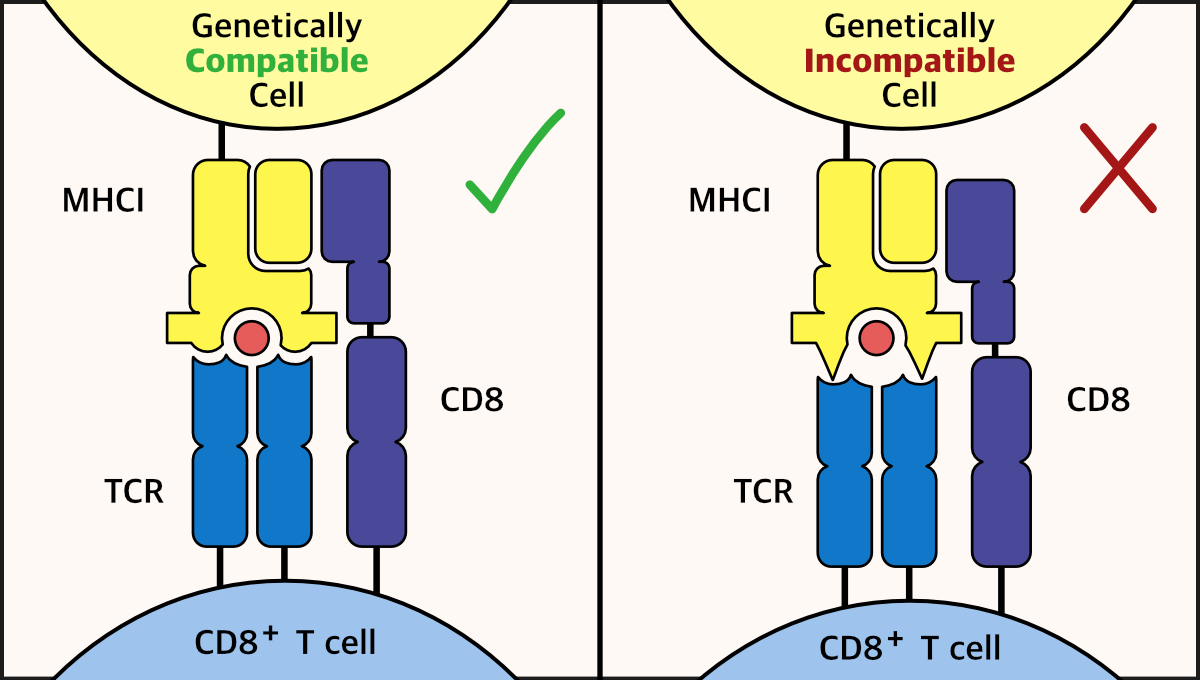 Genetically
Compatible
Cell
MHCI
CD8
TCR
CD8⁺ T cell
Genetically
Incompatible
Cell
MHCI
CD8
TCR
CD8⁺ T cell